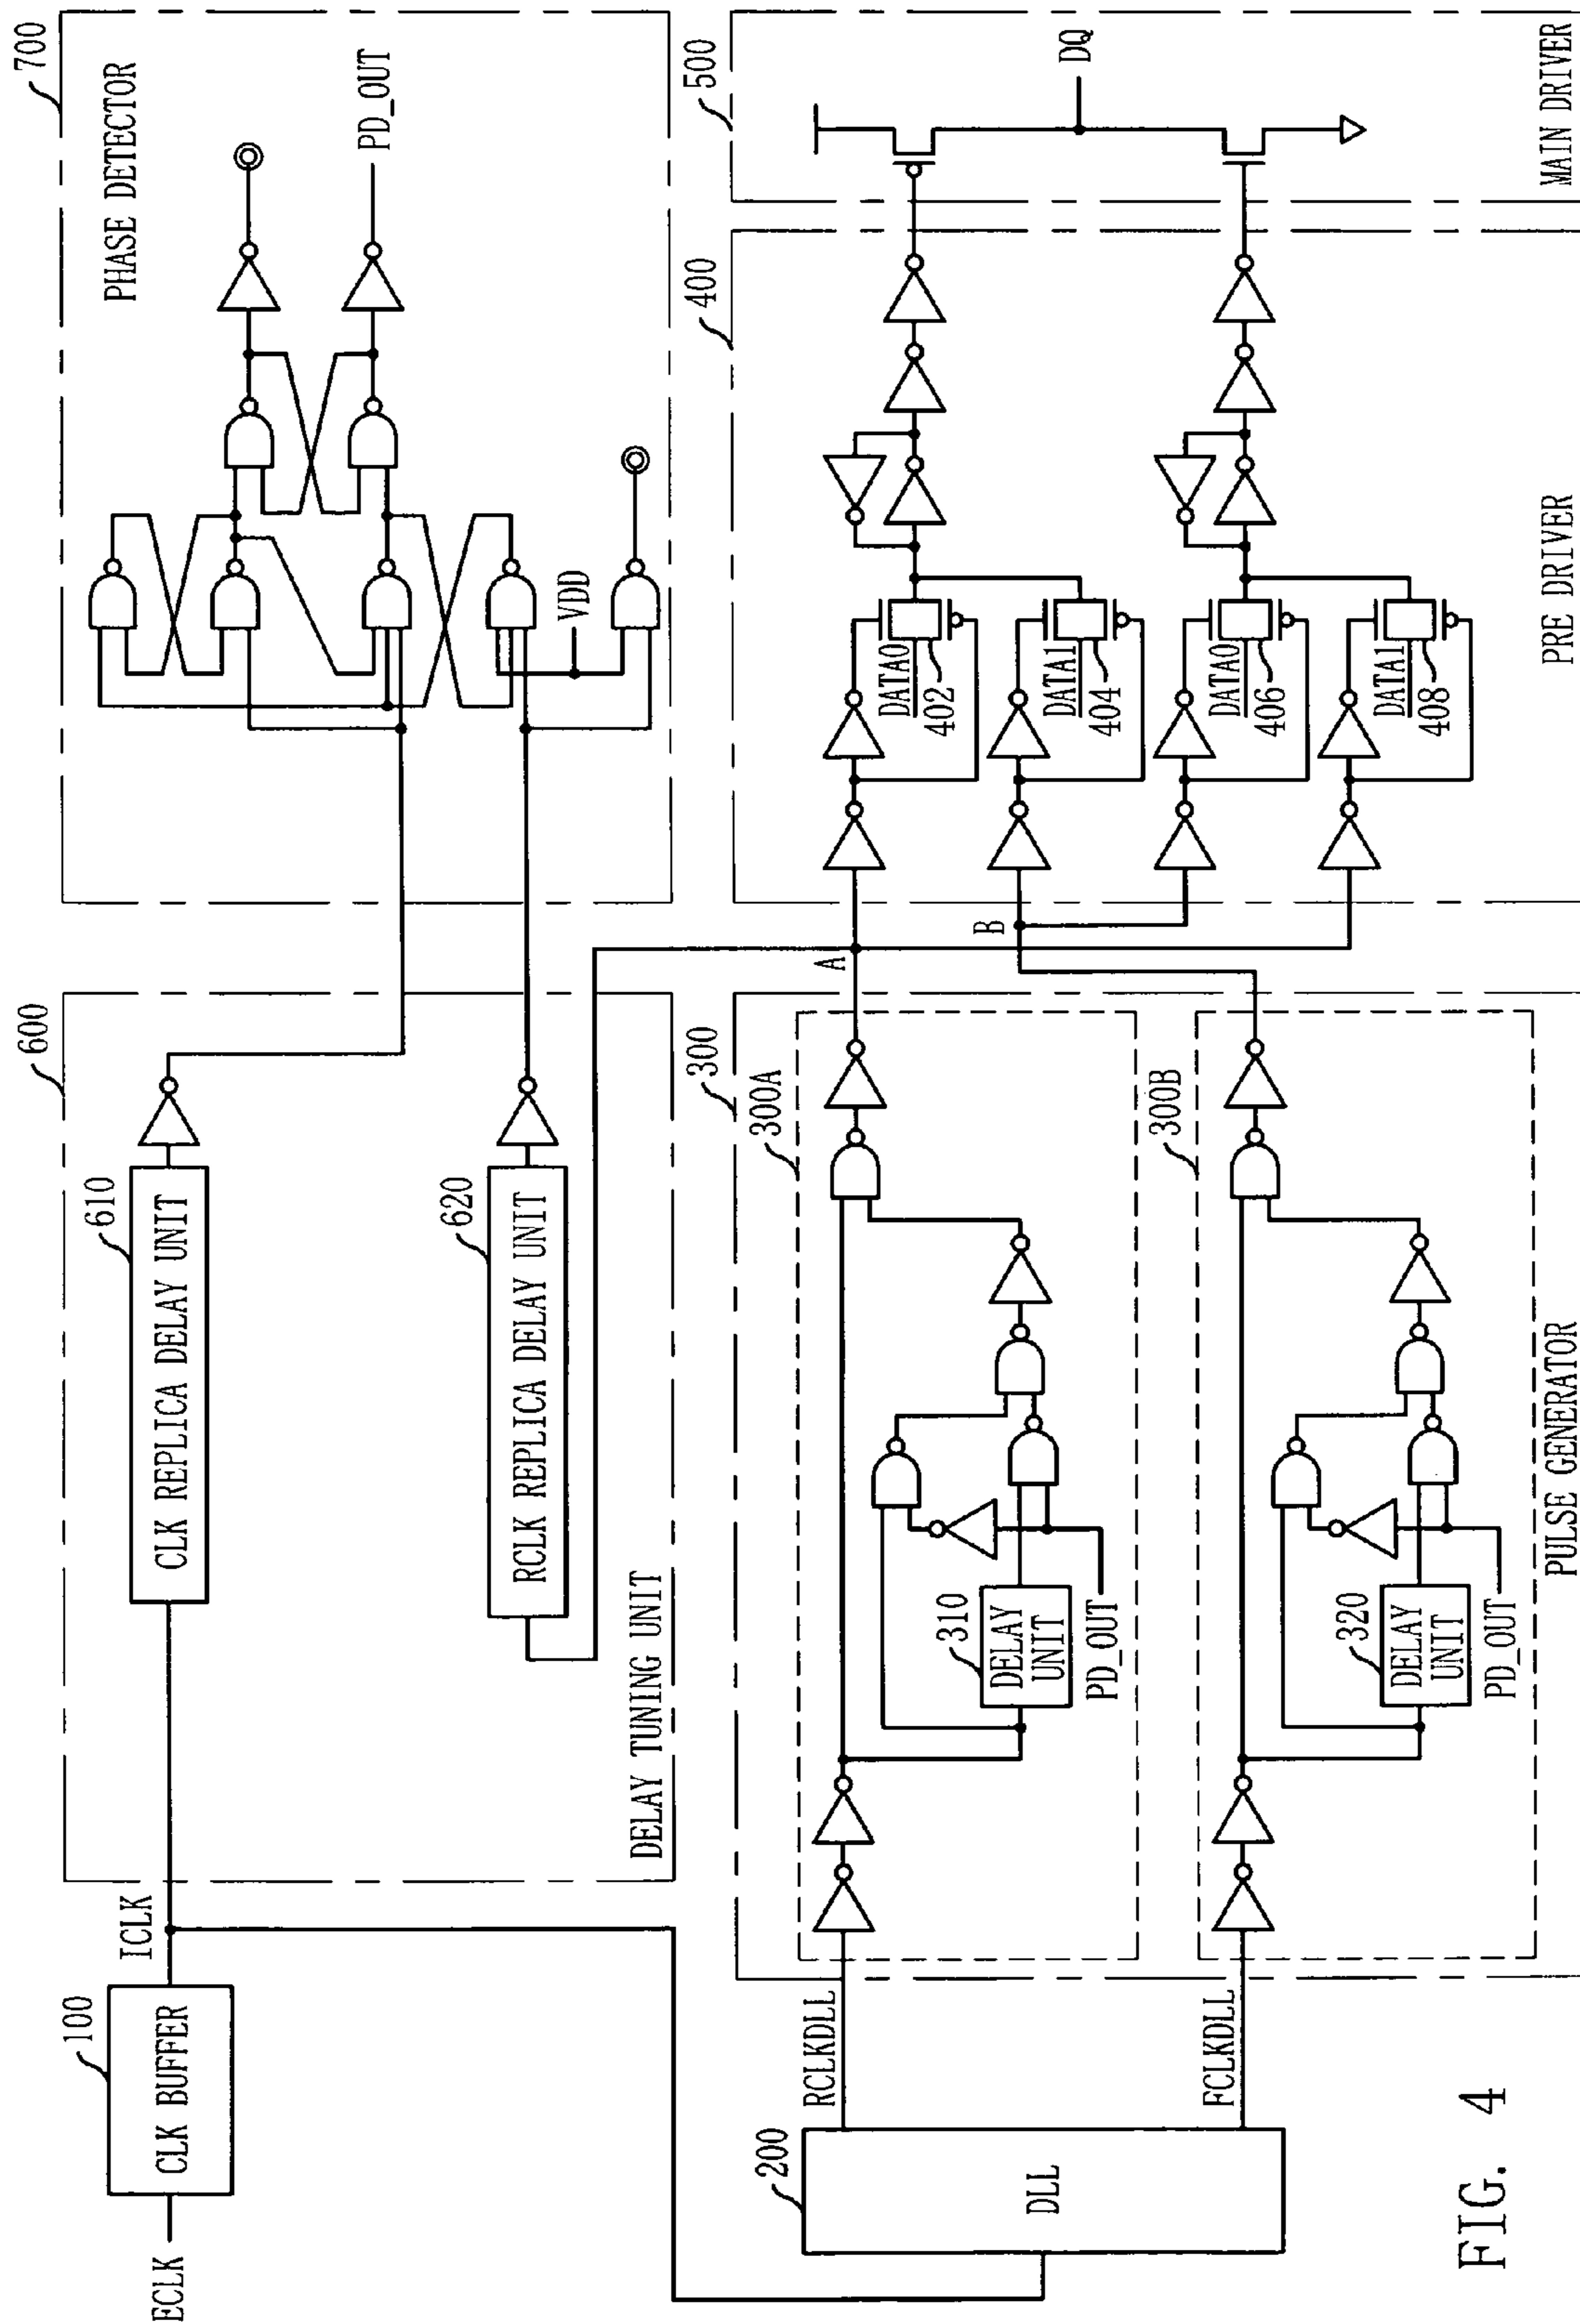 ECLK
100
CLK BUFFER
ICLK
600
610
CLK REPLICA DELAY UNIT
620
RCLK REPLICA DELAY UNIT
DELAY TUNING UNIT
700
PHASE DETECTOR
PD_OUT
VDD
200
DLL
RCLKDLL
FCLKDLL
300
300A
310
DELAY
UNIT
PD_OUT
300B
320
DELAY
UNIT
PD_OUT
PULSE GENERATOR
A
B
400
DATA0
402
DATA1
404
DATA0
406
DATA1
408
PRE DRIVER
500
DQ
MAIN DRIVER
FIG. 4